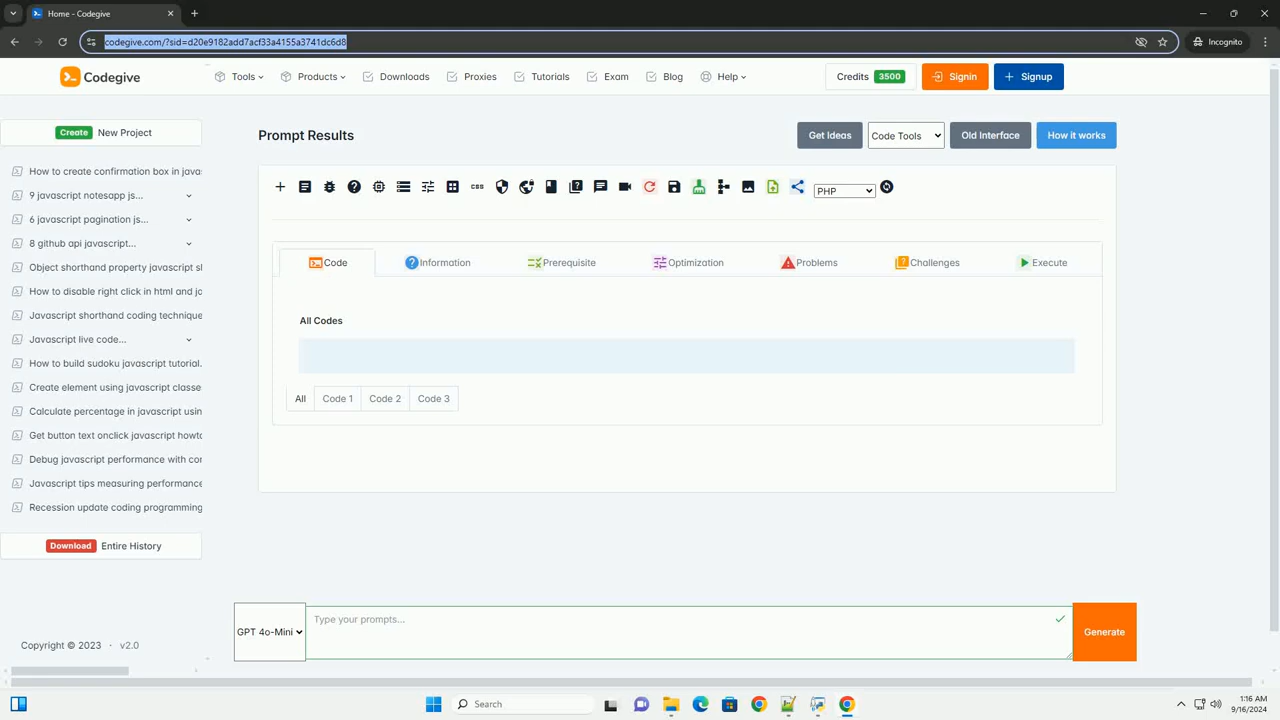 Home - Codegive
codegive.com/?sid=d20e9182add7acf33a4155a3741dc6d8
Incognito
Codegive
Tools
Products
Downloads
Proxies
Tutorials
Exam
Blog
Help
Credits 3500
Signin
Signup
Create New Project
How to create confirmation box in javas
9 javascript notesapp js...
6 javascript pagination js...
8 github api javascript...
Object shorthand property javascript sh
How to disable right click in html and ja
Javascript shorthand coding technique
Javascript live code...
How to build sudoku javascript tutorial.
Create element using javascript classe
Calculate percentage in javascript usin
Get button text onclick javascript howto
Debug javascript performance with con
Javascript tips measuring performance
Recession update coding programming
Download Entire History
Copyright © 2023 · v2.0
Prompt Results
Get Ideas
Code Tools
Old Interface
How it works
CSS
PHP
Code
Information
Prerequisite
Optimization
Problems
Challenges
Execute
All Codes
All
Code 1
Code 2
Code 3
GPT 4o-Mini
Type your prompts...
Generate
Search
1:16 AM
9/16/2024